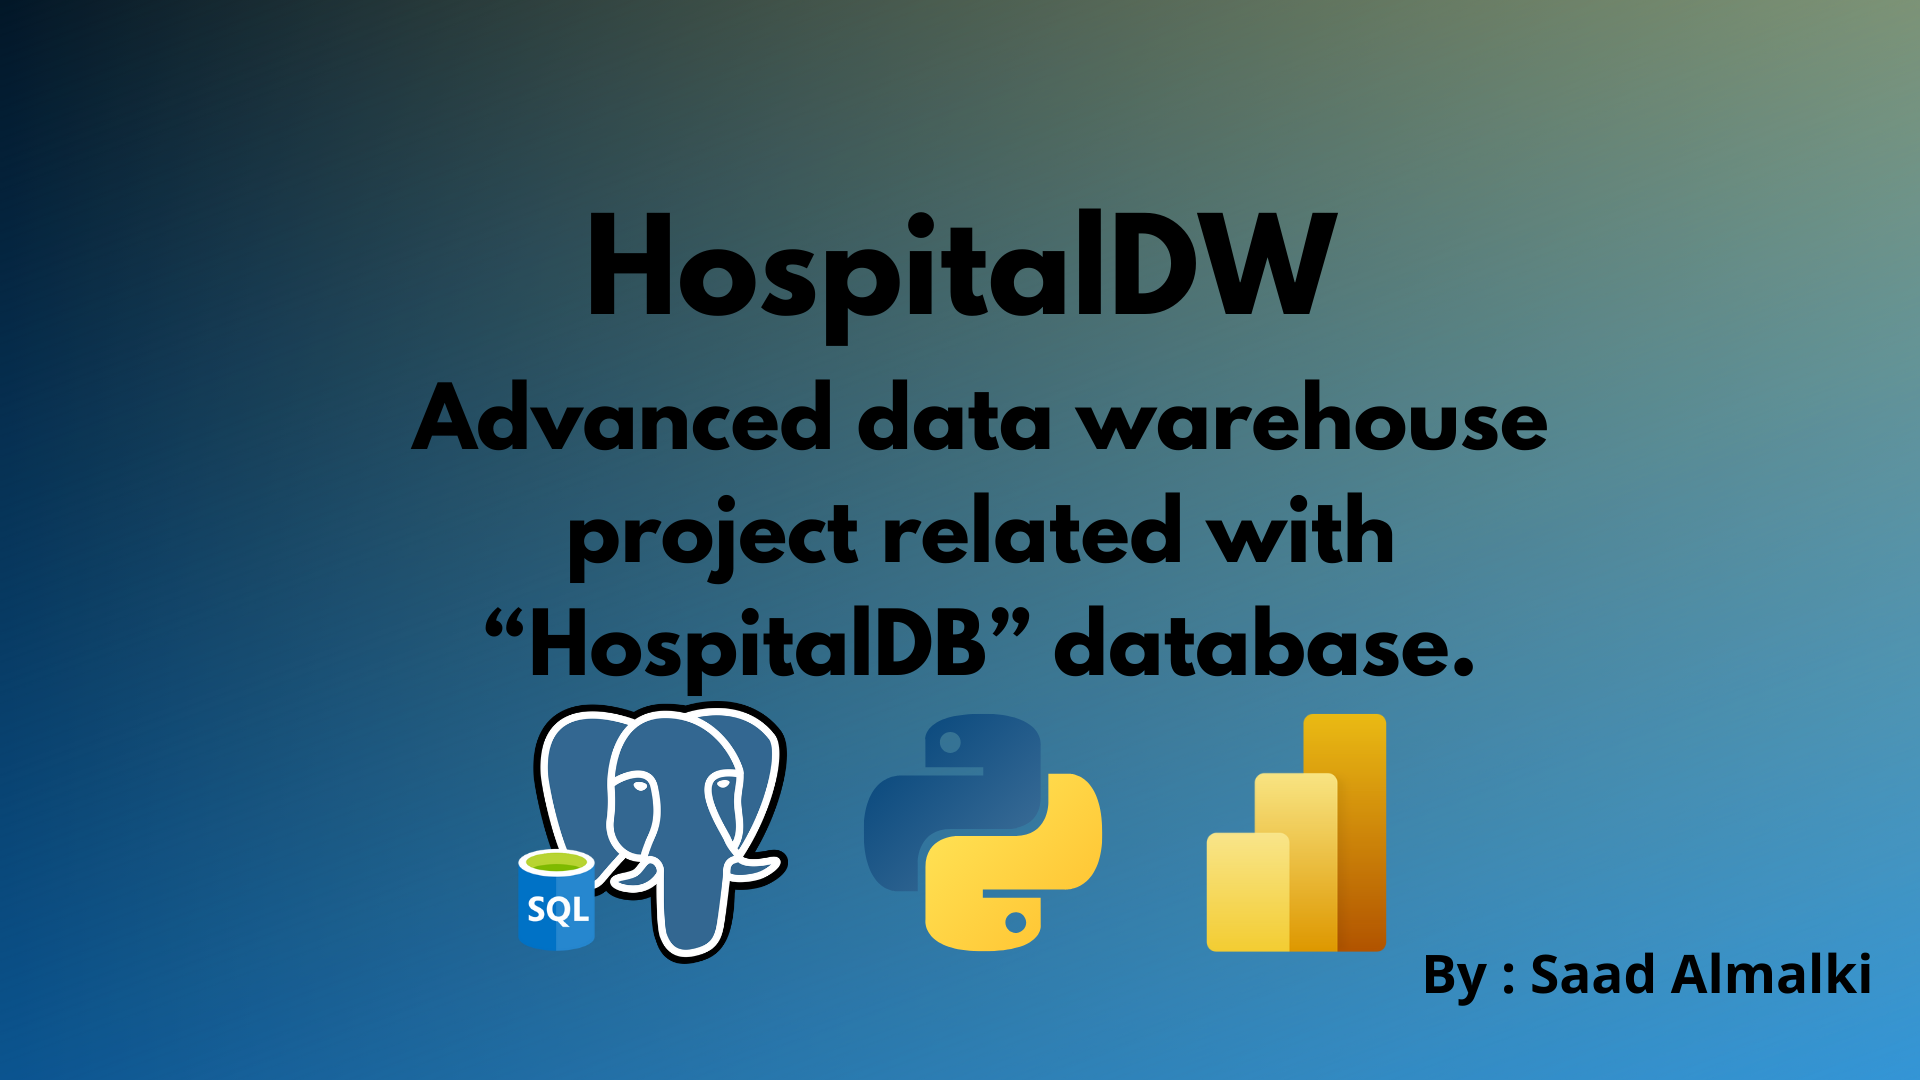 HospitalDW
Advanced data warehouse
project related with
“HospitalDB” database.
SQL
By : Saad Almalki